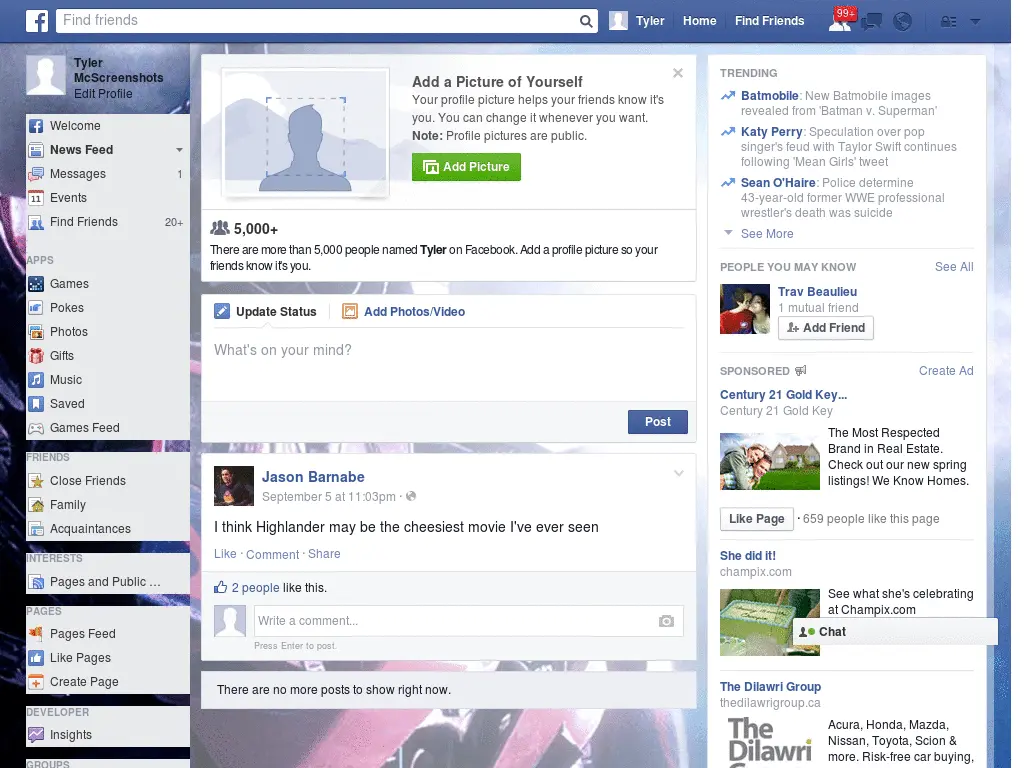 f
Find friends
Tyler
Home
Find Friends
99+
Tyler
McScreenshots
Edit Profile
Welcome
News Feed
Messages
1
11
Events
Find Friends
20+
APPS
Games
Pokes
Photos
Gifts
Music
Saved
Games Feed
FRIENDS
Close Friends
Family
Acquaintances
INTERESTS
Pages and Public ...
PAGES
Pages Feed
Like Pages
Create Page
DEVELOPER
Insights
GROUPS
Add a Picture of Yourself
Your profile picture helps your friends know it's
you. You can change it whenever you want.
Note: Profile pictures are public.
Add Picture
5,000+
There are more than 5,000 people named Tyler on Facebook. Add a profile picture so your
friends know it's you.
Update Status
Add Photos/Video
What's on your mind?
Post
Jason Barnabe
September 5 at 11:03pm ·
I think Highlander may be the cheesiest movie I've ever seen
Like · Comment · Share
2 people like this.
Write a comment...
Press Enter to post.
There are no more posts to show right now.
TRENDING
Batmobile: New Batmobile images
revealed from 'Batman v. Superman'
Katy Perry: Speculation over pop
singer's feud with Taylor Swift continues
following 'Mean Girls' tweet
Sean O'Haire: Police determine
43-year-old former WWE professional
wrestler's death was suicide
See More
PEOPLE YOU MAY KNOW
See All
Trav Beaulieu
1 mutual friend
Add Friend
SPONSORED
Create Ad
Century 21 Gold Key...
Century 21 Gold Key
The Most Respected
Brand in Real Estate.
Check out our new spring
listings! We Know Homes.
Like Page · 659 people like this page
She did it!
champix.com
See what she's celebrating
at Champix.com
Chat
The Dilawri Group
thedilawrigroup.ca
The
Dilawri
Acura, Honda, Mazda,
Nissan, Toyota, Scion &
more. Risk-free car buying,